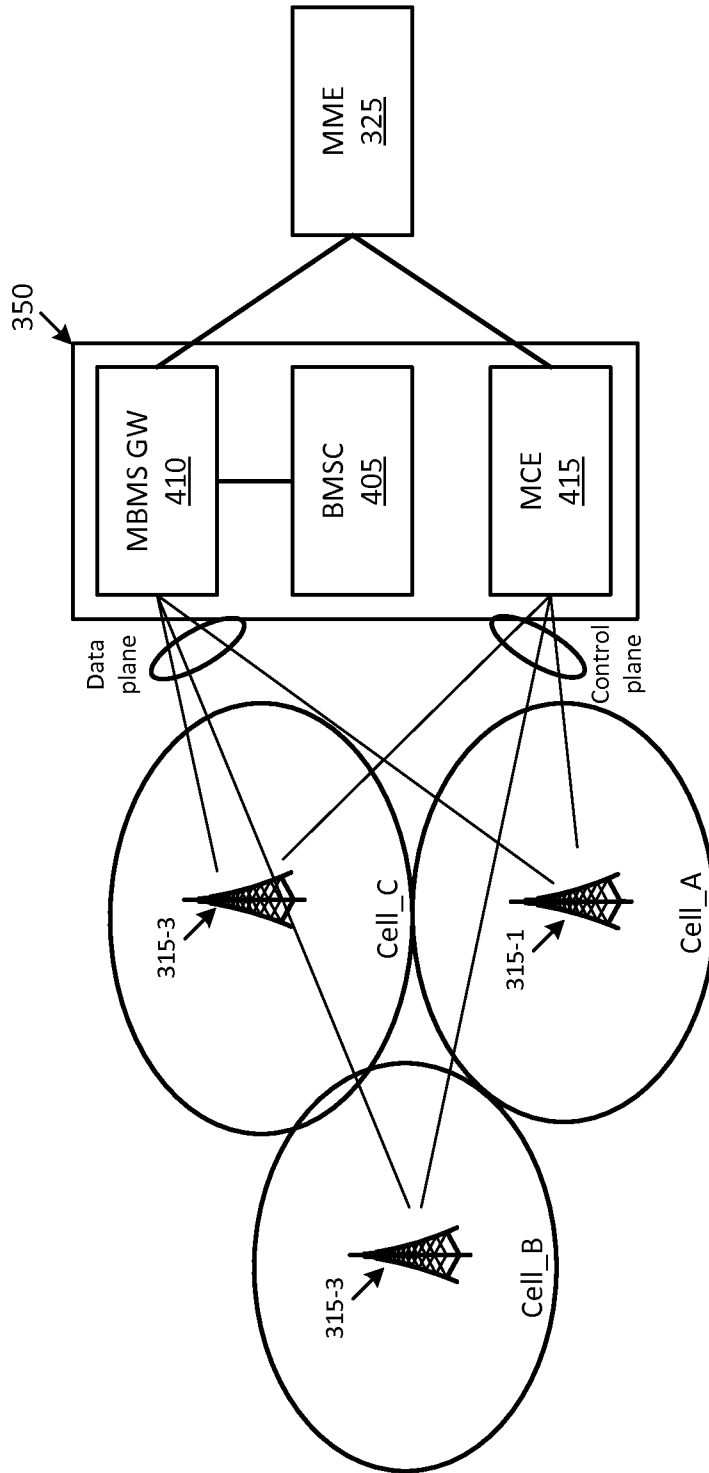 350
MBMS GW
410
BMSC
405
MCE
415
MME
325
Data
plane
Control
plane
315-3
Cell_C
315-3
Cell_B
315-1
Cell_A